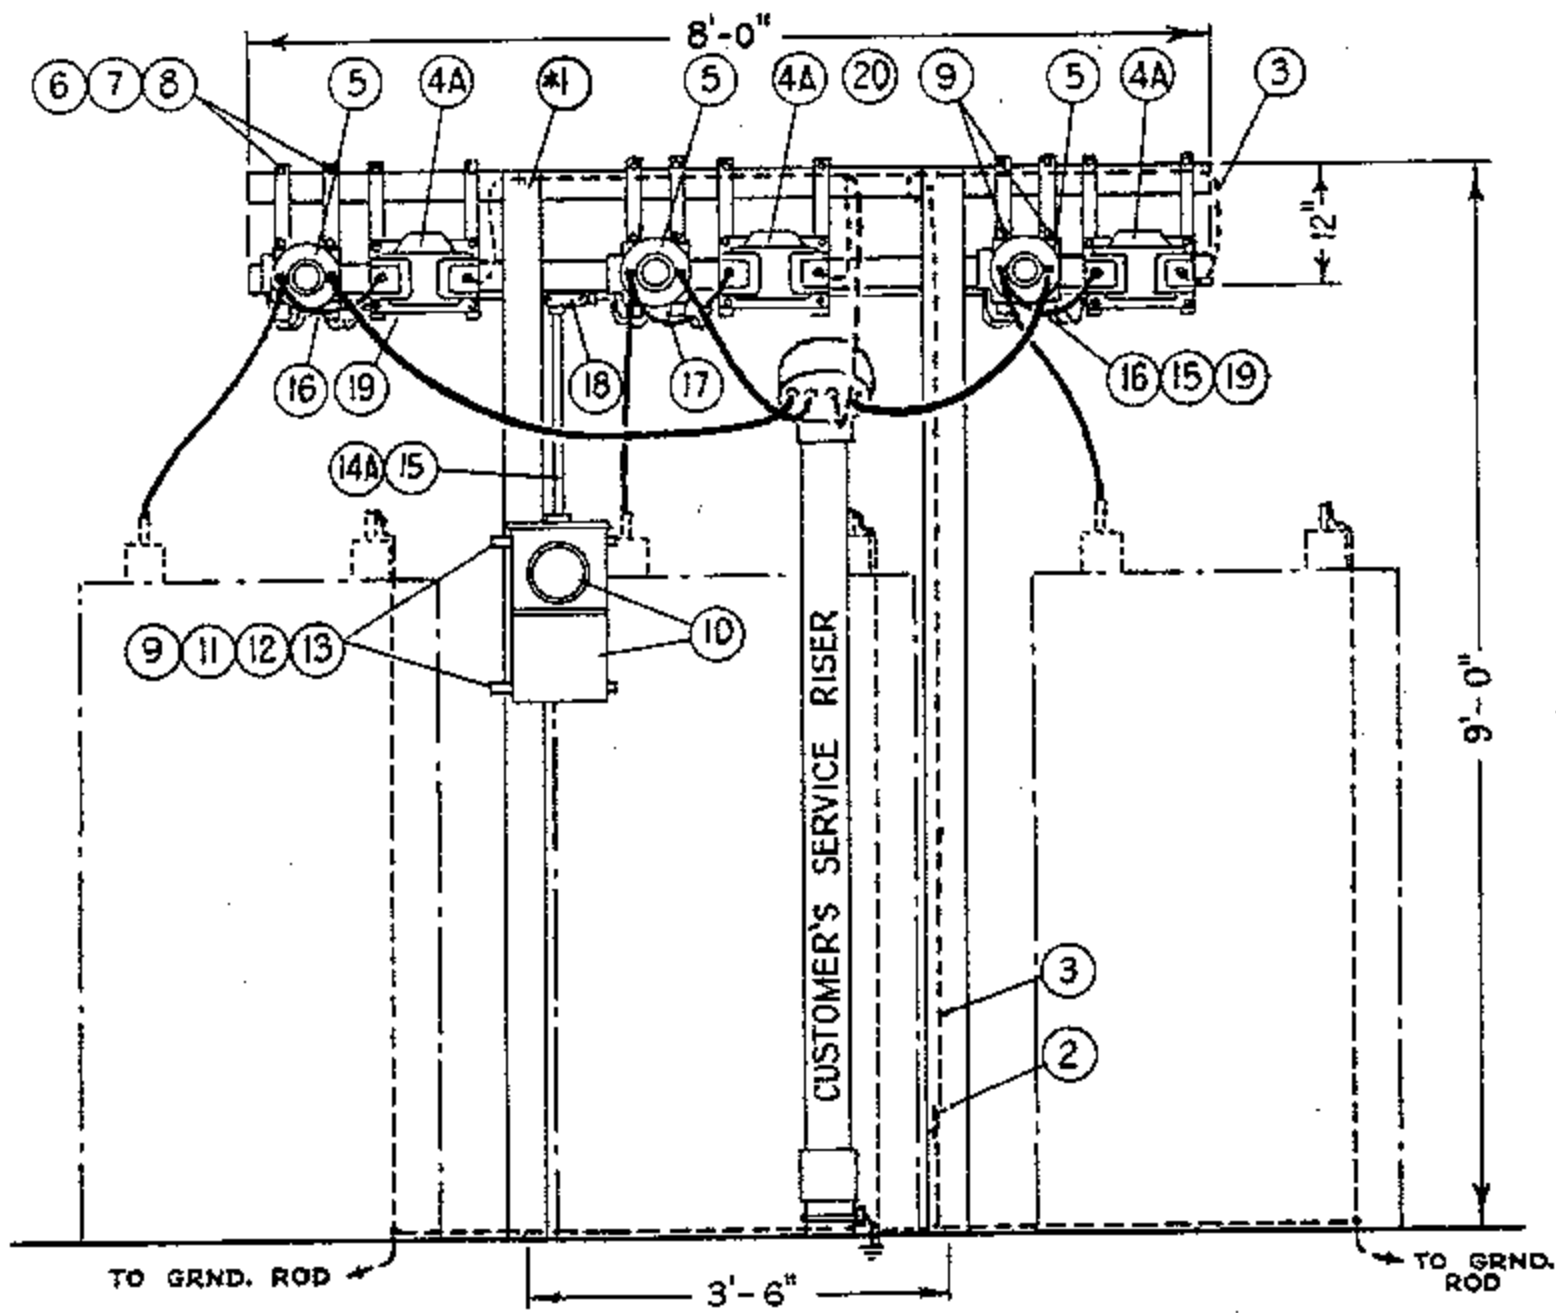 8'-0"
6 7 8 5 4A *1 5 4A 20 9 5 4A 3
12"
16 19 18 17 16 15 19
14A 15
9 11 12 13 10
9'-0"
CUSTOMER'S SERVICE RISER
3
2
TO GRND. ROD
3'-6"
TO GRND.
ROD